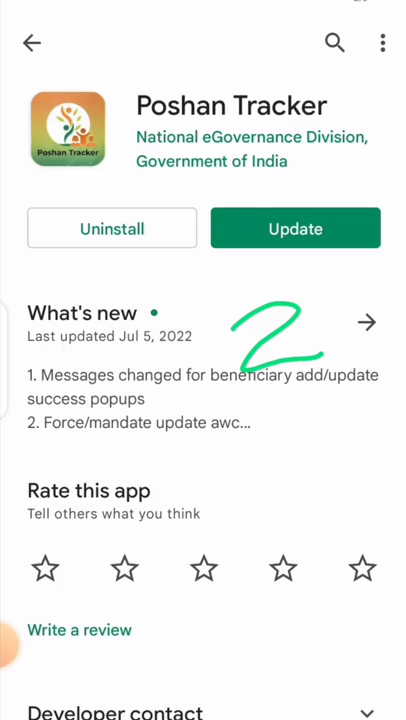 Poshan Tracker
Poshan Tracker
National eGovernance Division,
Government of India
Uninstall
Update
What's new
Last updated Jul 5, 2022
2
1. Messages changed for beneficiary add/update
success popups
2. Force/mandate update awc...
Rate this app
Tell others what you think
Write a review
Developer contact